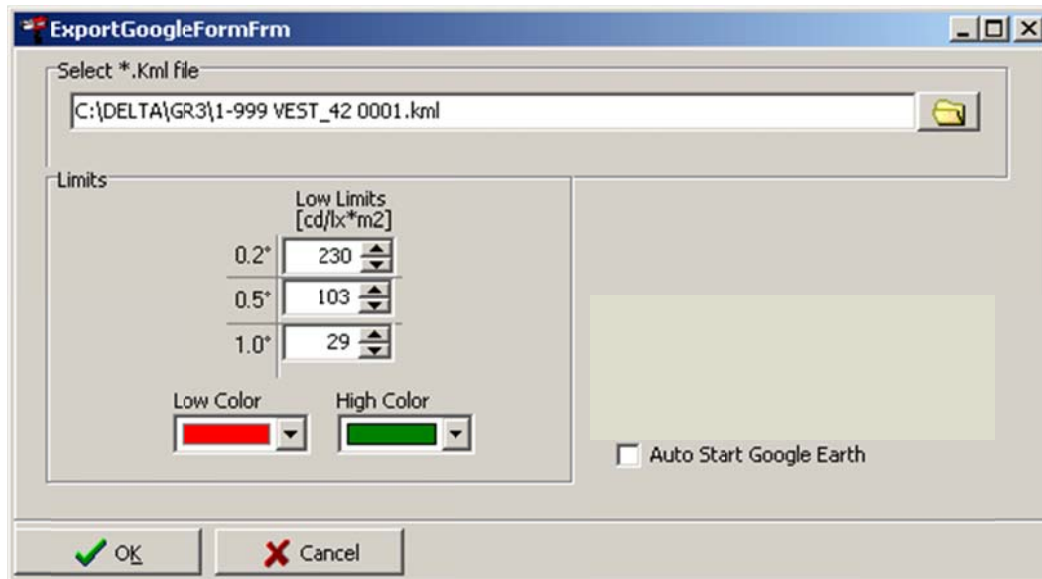 ExportGoogleFormFrm
Select *.Kml file
C:\DELTA\GR3\1-999 VEST_42 0001.kml
Limits
Low Limits
[cd/lx*m2]
0.2° 230
0.5° 103
1.0° 29
Low Color High Color
Auto Start Google Earth
OK Cancel